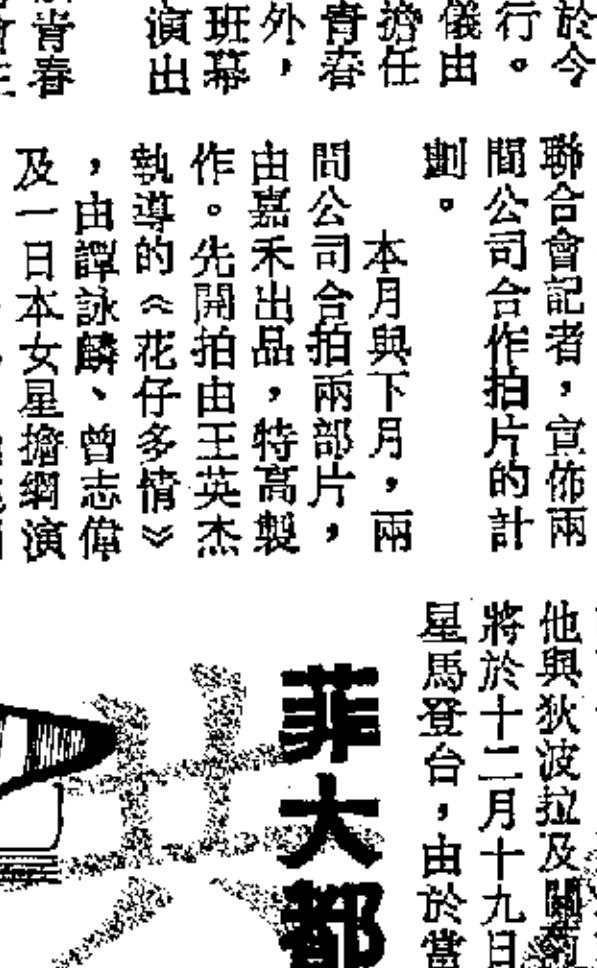 於今
行。
儀由
擔任
青春
外，
班幕
演出
青春
聯合會記者，宣佈兩
間公司合作拍片的計
劃。
本月與下月，兩
間公司合拍兩部片，
由嘉禾出品，特高製
作。先開拍由王英杰
執導的《花仔多情》
，由譚詠麟、曾志偉
及一日本女星擔綱演
他與狄波拉及關
將於十二月十九日
星馬登台，由於當
菲大都